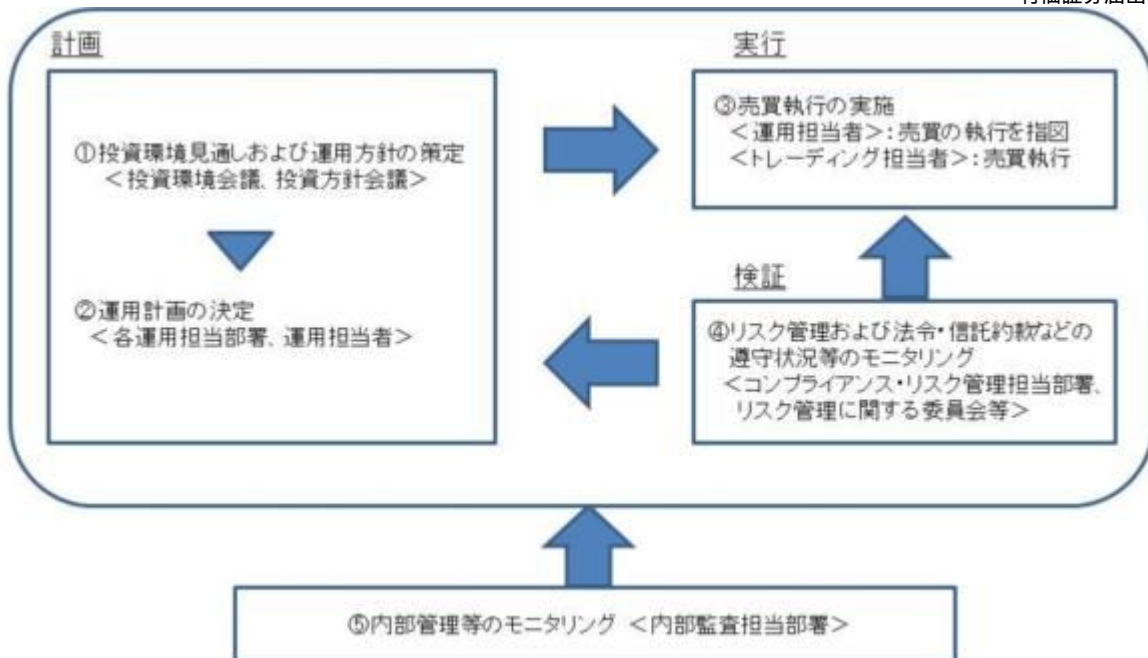 計画
①投資環境見通しおよび運用方針の策定
<投資環境会議、投資方針会議>
②運用計画の決定
<各運用担当部署、運用担当者>
実行
③売買執行の実施
<運用担当者>:売買の執行を指図
<トレーディング担当者>:売買執行
検証
④リスク管理および法令・信託約款などの
遵守状況等のモニタリング
<コンプライアンス・リスク管理担当部署、
リスク管理に関する委員会等>
⑤内部管理等のモニタリング <内部監査担当部署>